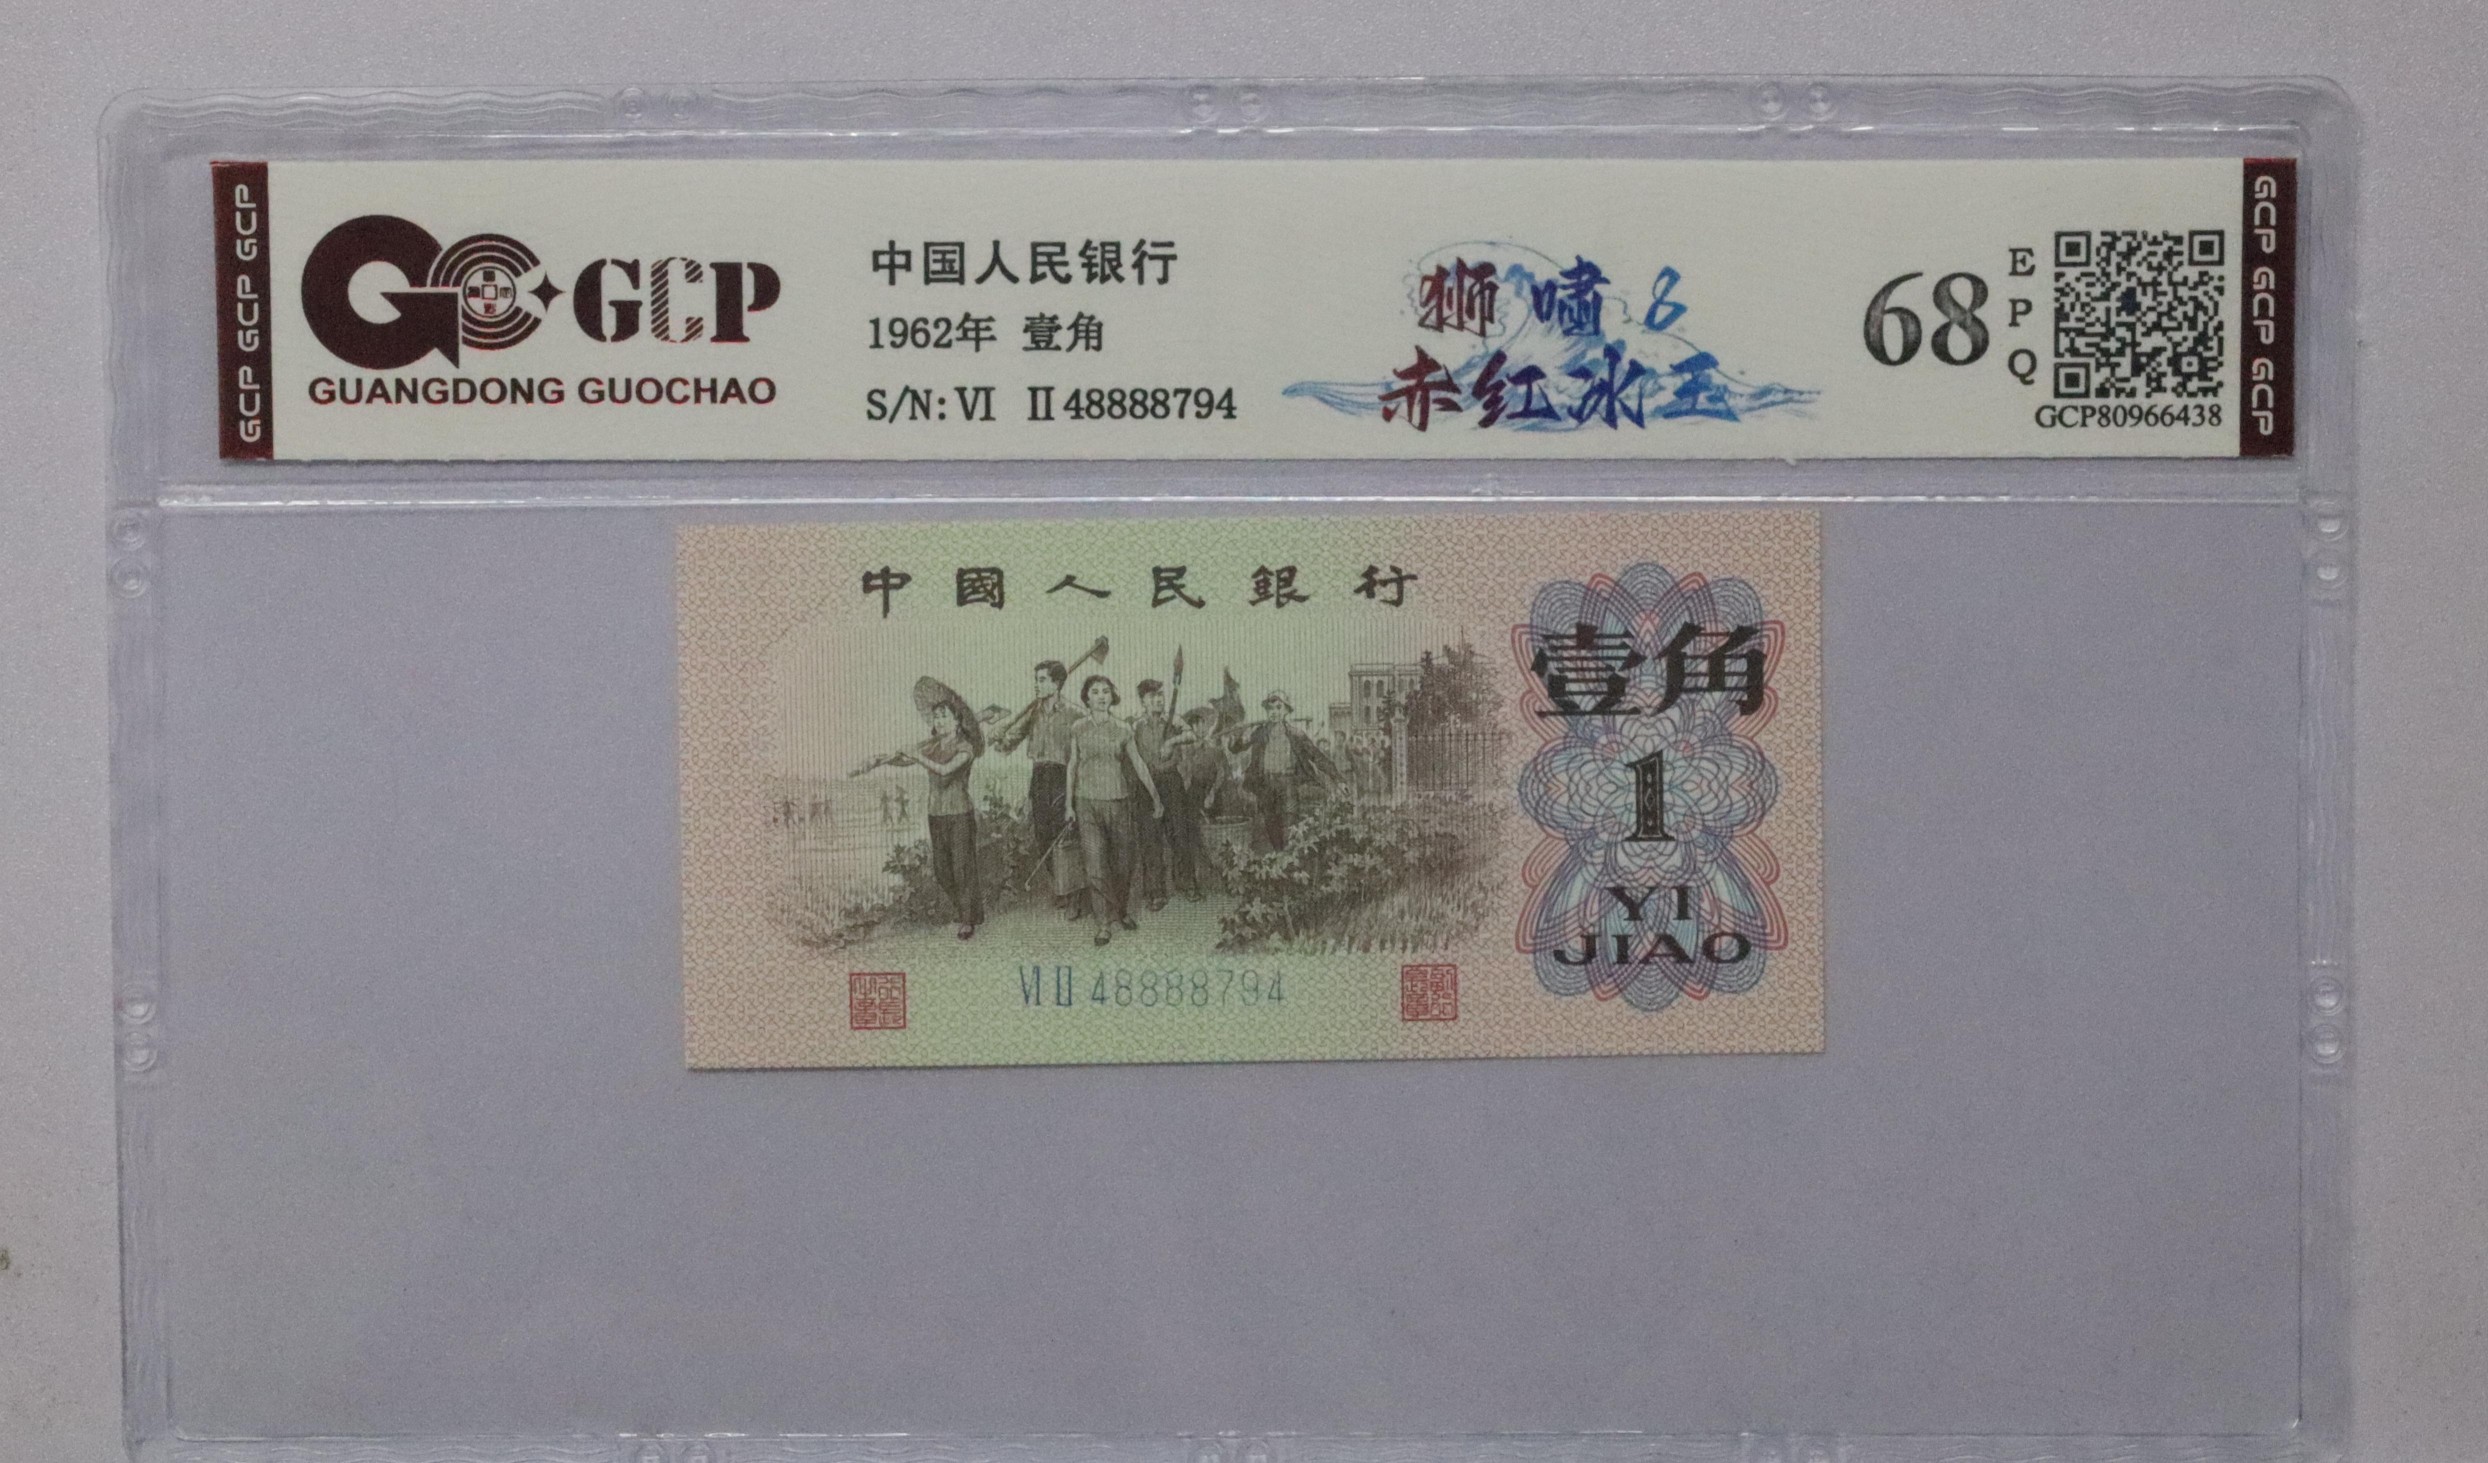 GCP GCP GCP
GCP
GUANGDONG GUOCHAO
中国人民银行
1962年 壹角
S/N: VI II 48888794
狮啸8
赤红冰玉
68
EPQ
GCP80966438
GCP GCP GCP
中國人民銀行
壹角
1
YI
JIAO
VI II 48888794